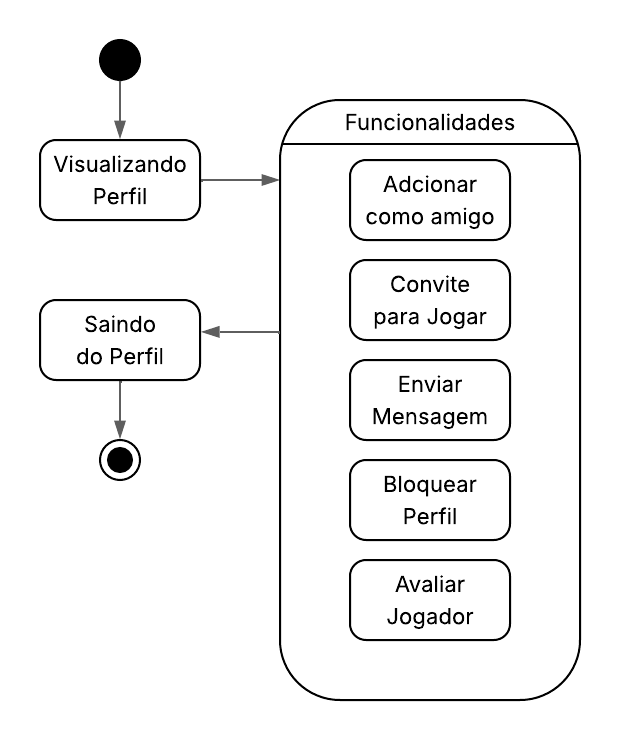 Visualizando
Perfil
Saindo
do Perfil
Funcionalidades
Adcionar
como amigo
Convite
para Jogar
Enviar
Mensagem
Bloquear
Perfil
Avaliar
Jogador